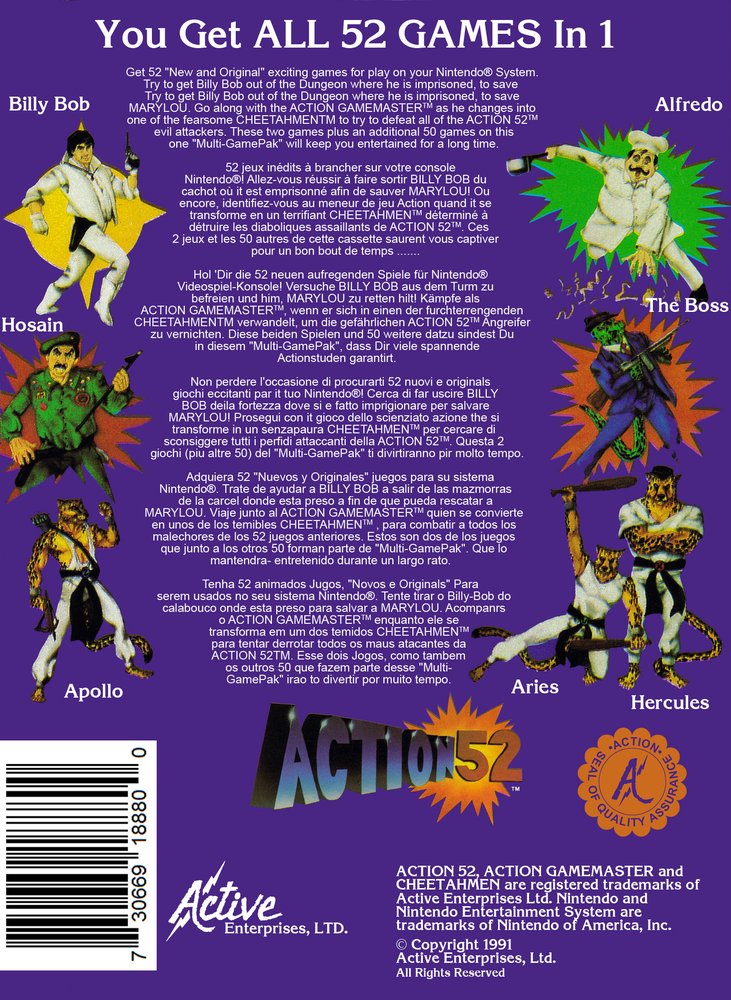 You Get ALL 52 GAMES In 1
Get 52 "New and Original" exciting games for play on your Nintendo® System.
Try to get Billy Bob out of the Dungeon where he is imprisoned, to save
Try to get Billy Bob out of the Dungeon where he is imprisoned, to save
MARYLOU. Go along with the ACTION GAMEMASTER™ as he changes into
one of the fearsome CHEETAHMENTM to try to defeat all of the ACTION 52™
evil attackers. These two games plus an additional 50 games on this
one "Multi-GamePak" will keep you entertained for a long time.
Billy Bob
Alfredo
52 jeux inédits à brancher sur votre console
Nintendo®! Allez-vous réussir à faire sortir BILLY BOB du
cachot où it est emprisonné afin de sauver MARYLOU! Ou
encore, identifiez-vous au meneur de jeu Action quand it se
transforme en un terrifiant CHEETAHMEN™ déterminé à
détruire les diaboliques assaillants de ACTION 52™. Ces
2 jeux et les 50 autres de cette cassette saurent vous captiver
pour un bon bout de temps .......
Hol 'Dir die 52 neuen aufregenden Spiele für Nintendo®
Videospiel-Konsole! Versuche BILLY BOB aus dem Turm zu
befreien und him, MARYLOU zu retten hilt! Kämpfe als
ACTION GAMEMASTER™, wenn er sich in einen der furchterrengenden
CHEETAHMENTM verwandelt, um die gefährlichen ACTION 52™ Angreifer
zu vernichten. Diese beiden Spielen und 50 weitere datzu sindest Du
in diesem "Multi-GamePak", dass Dir viele spannende
Actionstuden garantirt.
Hosain
The Boss
Non perdere l'occasione di procurarti 52 nuovi e originals
giochi eccitanti par it tuo Nintendo®! Cerca di far uscire BILLY
BOB deila fortezza dove si e fatto imprigionare per salvare
MARYLOU! Prosegui con it gioco dello scienziato azione the si
transforme in un senzapaura CHEETAHMEN™ per cercare di
sconsiggere tutti i perfidi attaccanti della ACTION 52™. Questa 2
giochi (piu altre 50) del "Multi-GamePak" ti divirtiranno pir molto tempo.
Adquiera 52 "Nuevos y Originales" juegos para su sistema
Nintendo®. Trate de ayudar a BILLY BOB a salir de las mazmorras
de la carcel donde esta preso a fin de que pueda rescatar a
MARYLOU. Viaje junto al ACTION GAMEMASTER™ quien se convierte
en unos de los temibles CHEETAHMEN™ , para combatir a todos los
malechores de los 52 juegos anteriores. Estos son dos de los juegos
que junto a los otros 50 forman parte de "Multi-GamePak". Que lo
mantendra- entretenido durante un largo rato.
Tenha 52 animados Jugos, "Novos e Originals" Para
serem usados no seu sistema Nintendo®. Tente tirar o Billy-Bob do
calabouco onde esta preso para salvar a MARYLOU. Acompanrs
o ACTION GAMEMASTER™ enquanto ele se
transforma em um dos temidos CHEETAHMEN™
para tentar derrotar todos os maus atacantes da
ACTION 52TM. Esse dois Jogos, como tambem
os outros 50 que fazem parte desse "Multi-
GamePak" irao to divertir por muito tempo.
Apollo
Aries
Hercules
ACTION 52 ™
•ACTION•
SEAL OF QUALITY ASSURANCE
7 30669 18880 0
Active
Enterprises, LTD.
ACTION 52, ACTION GAMEMASTER and
CHEETAHMEN are registered trademarks of
Active Enterprises Ltd. Nintendo and
Nintendo Entertainment System are
trademarks of Nintendo of America, Inc.
© Copyright 1991
Active Enterprises, Ltd.
All Rights Reserved